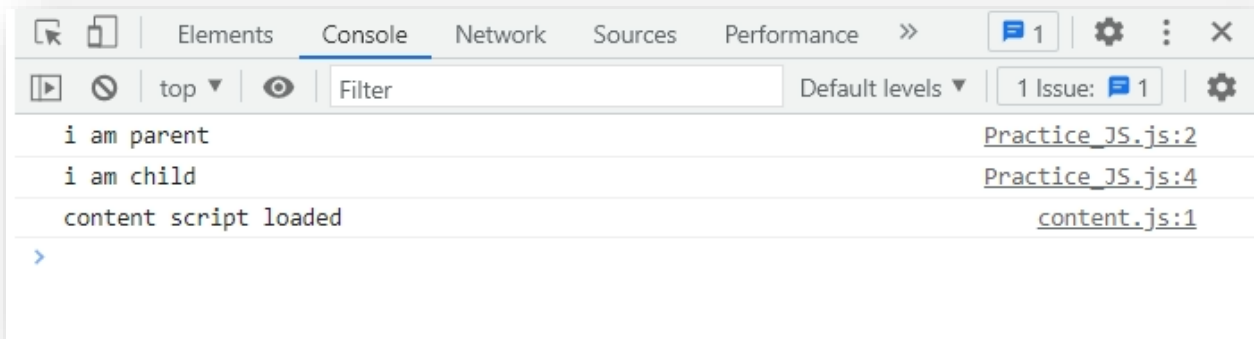 Elements Console Network Sources Performance » 1
top ▼ Filter Default levels ▼ 1 Issue: 1
i am parent Practice_JS.js:2
i am child Practice_JS.js:4
content script loaded content.js:1
>